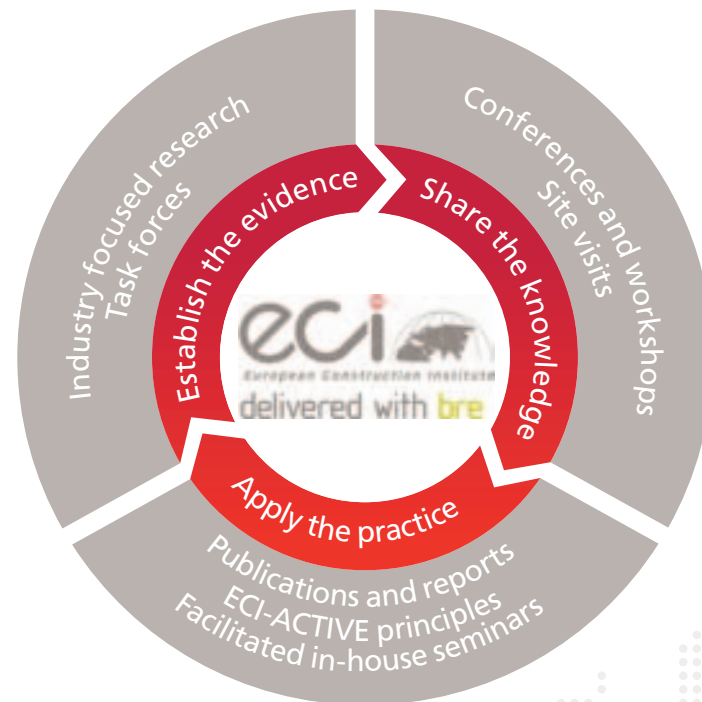 Industry focused research
Task forces
Establish the evidence
Conferences and workshops
Site visits
Share the knowledge
eci
European Construction Institute
delivered with bre
Apply the practice
Publications and reports
ECI-ACTIVE principles
Facilitated in-house seminars